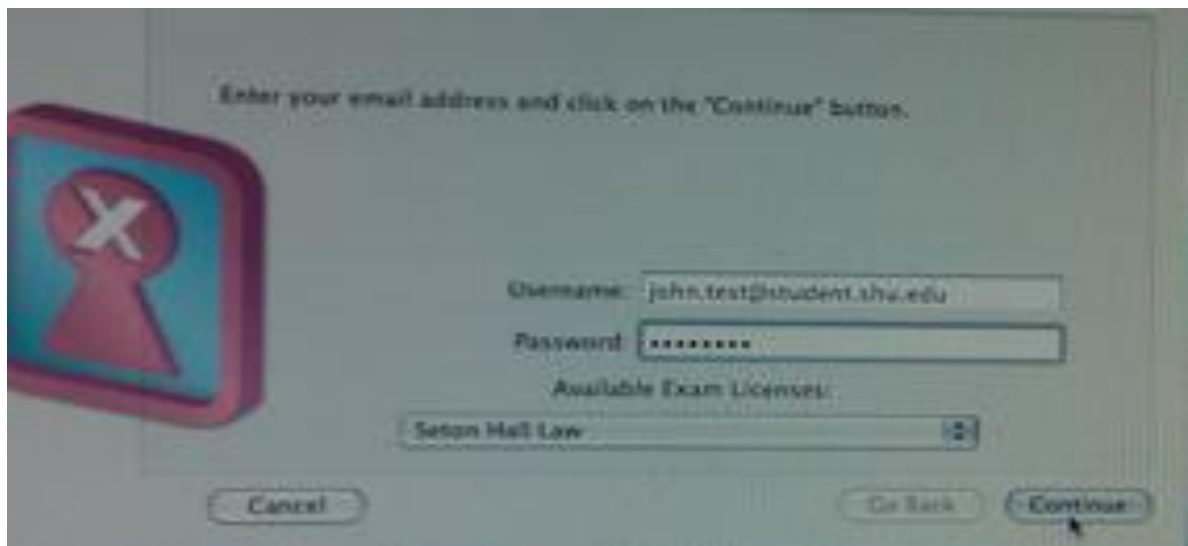 Enter your email address and click on the "Continue" button.
X
Username: john.test@student.shu.edu
Password ••••••••
Available Exam Licenses:
Seton Hall Law
Cancel Go Back Continue